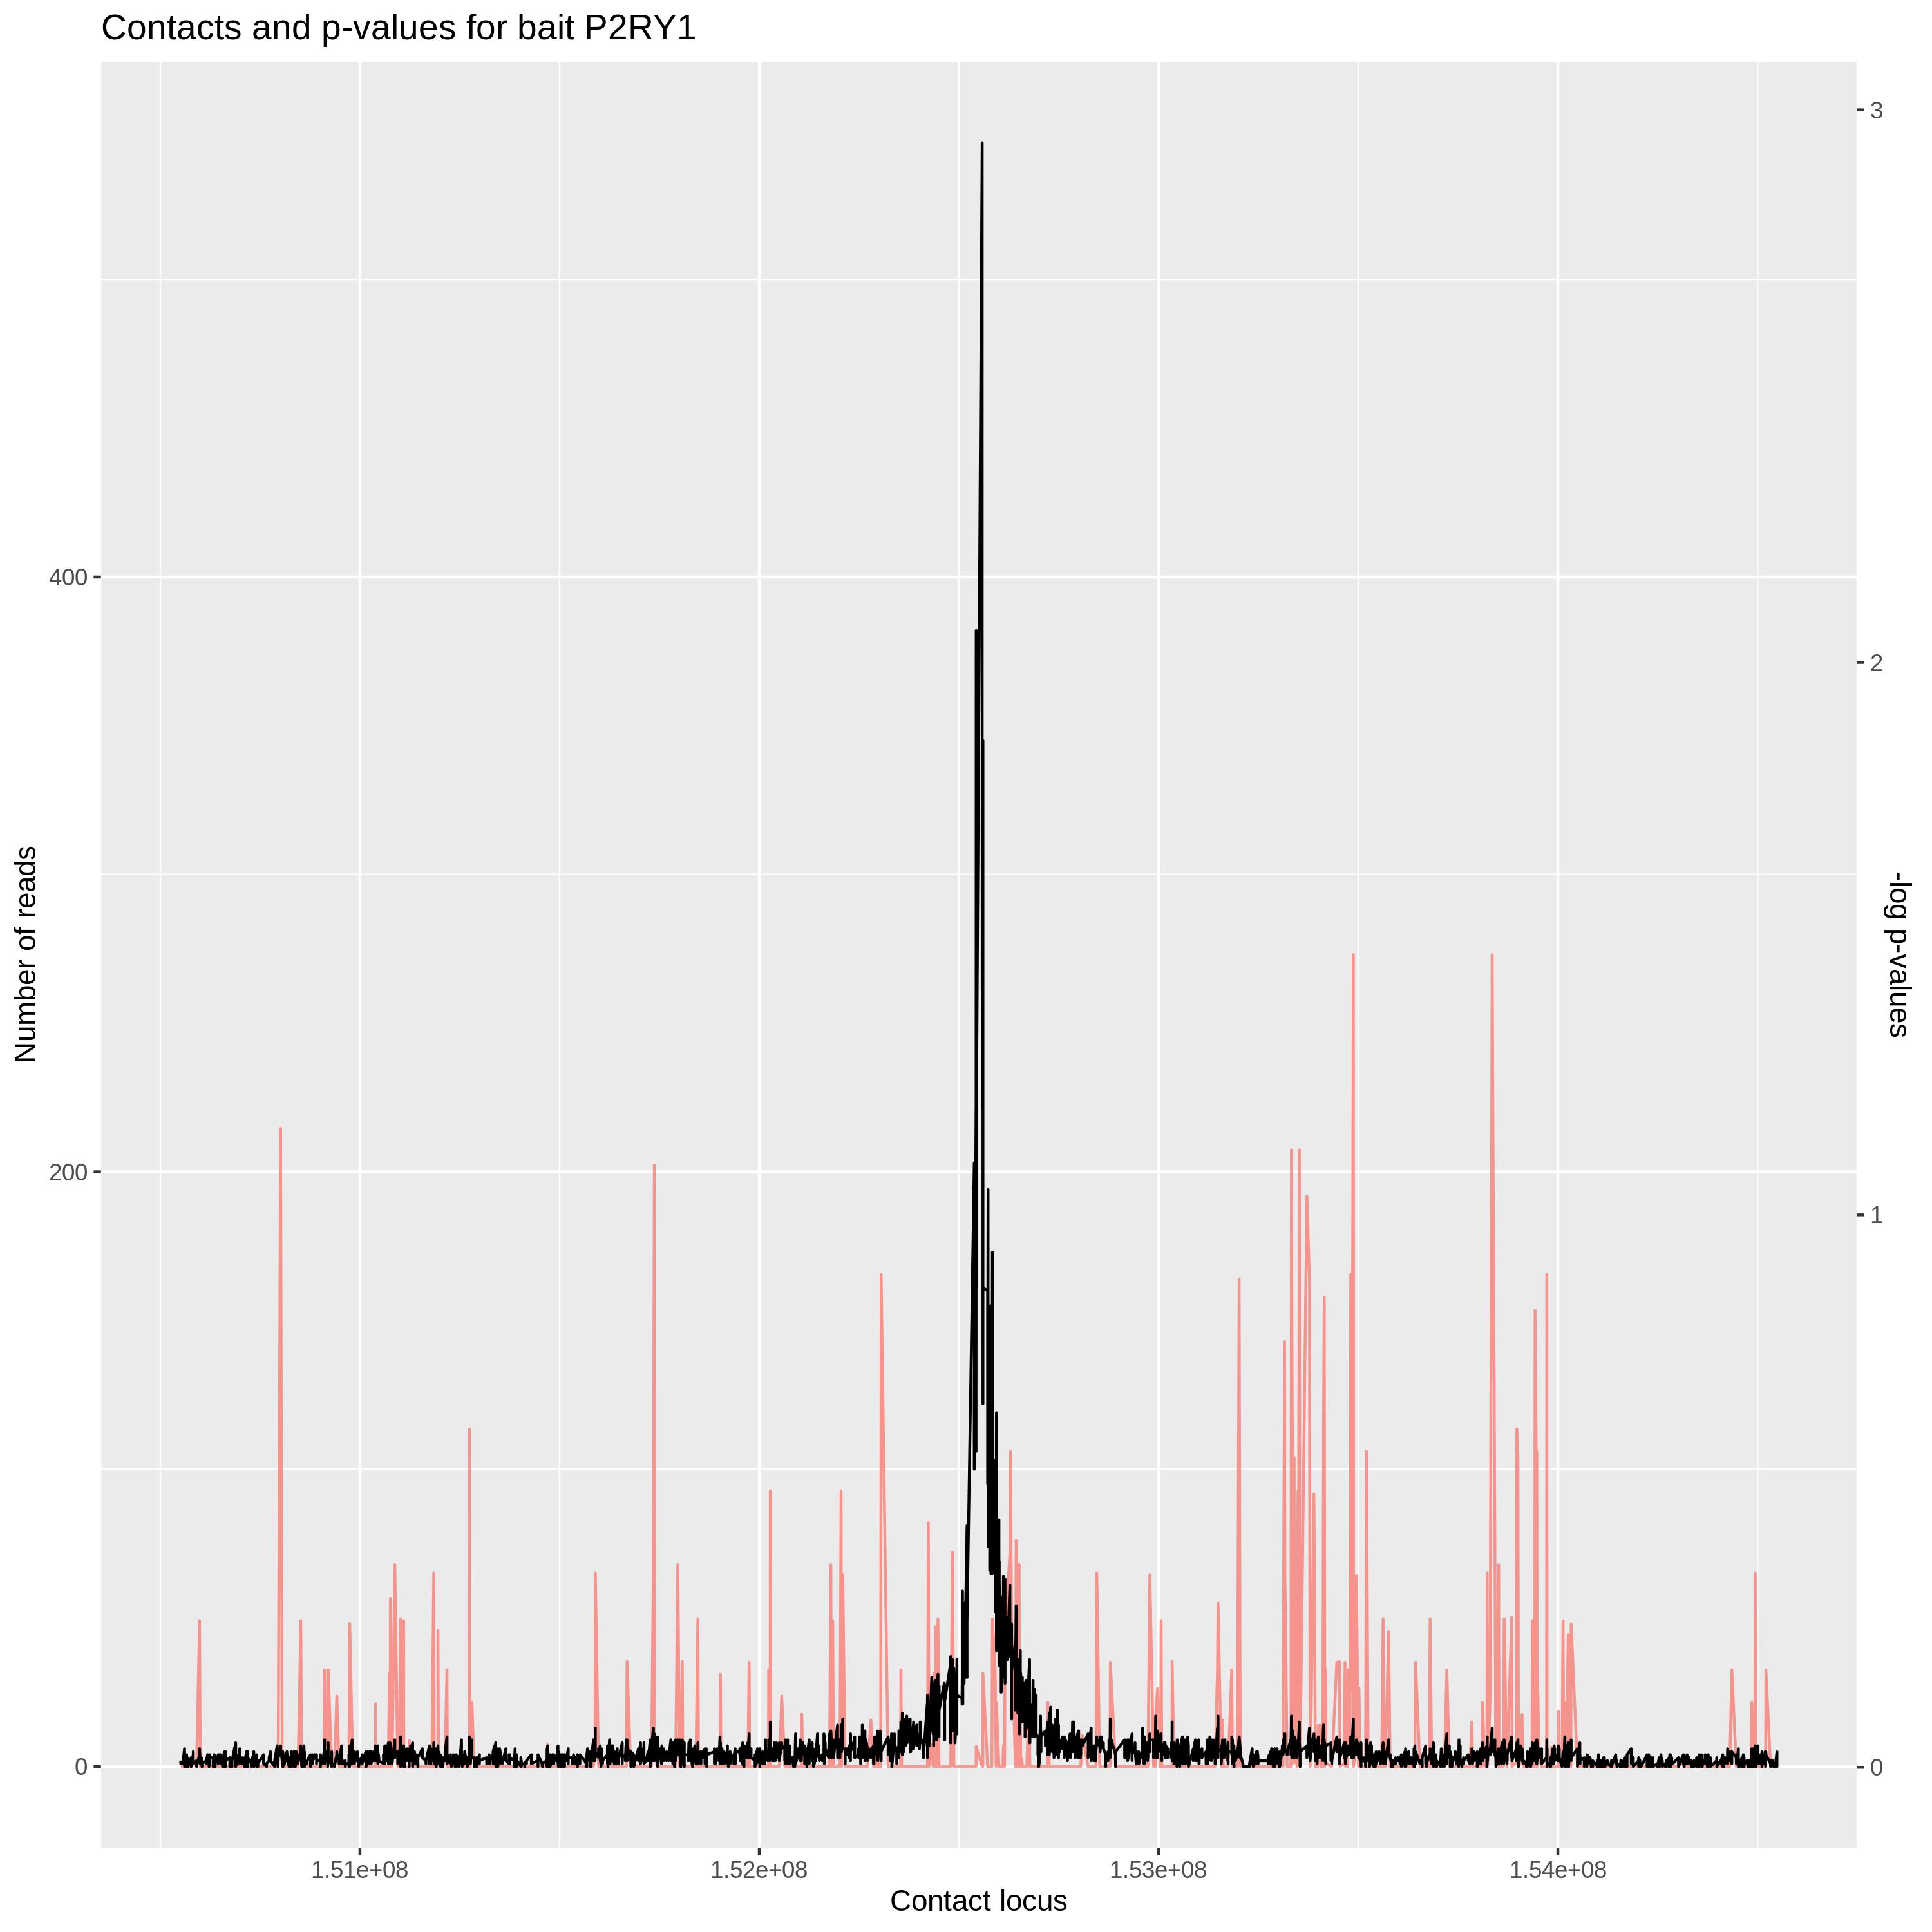 Contacts and p-values for bait P2RY1
3
400
2
Number of reads
-log p-values
200
1
0
0
1.51e+08
1.52e+08
1.53e+08
1.54e+08
Contact locus